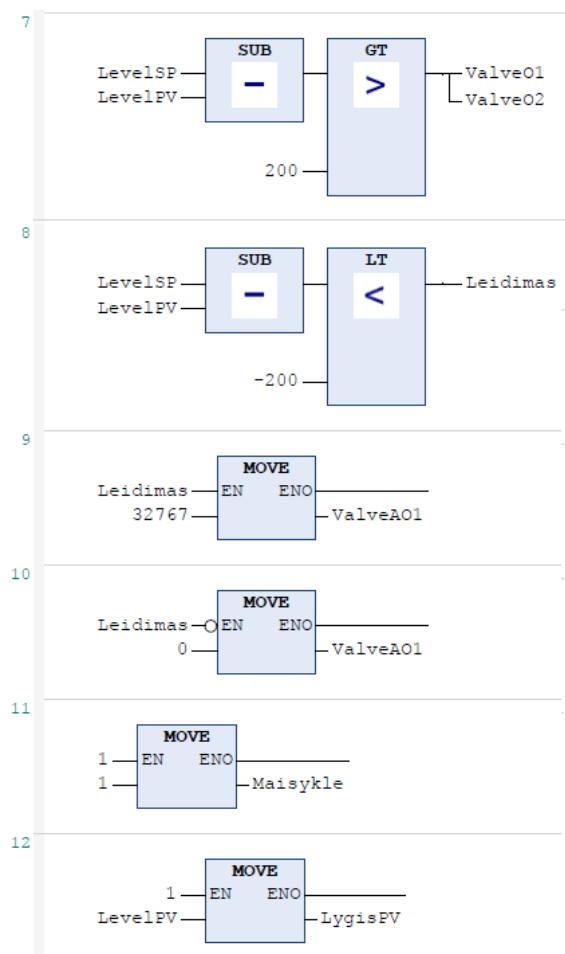 7
SUB GT
LevelSP - > ValveO1
LevelPV ValveO2
200
8
SUB LT
LevelSP - < Leidimas
LevelPV
-200
9
MOVE
Leidimas EN ENO
32767 ValveAO1
10
MOVE
Leidimas EN ENO
0 ValveAO1
11
MOVE
1 EN ENO
1 Maisykle
12
MOVE
1 EN ENO
LevelPV LygisPV